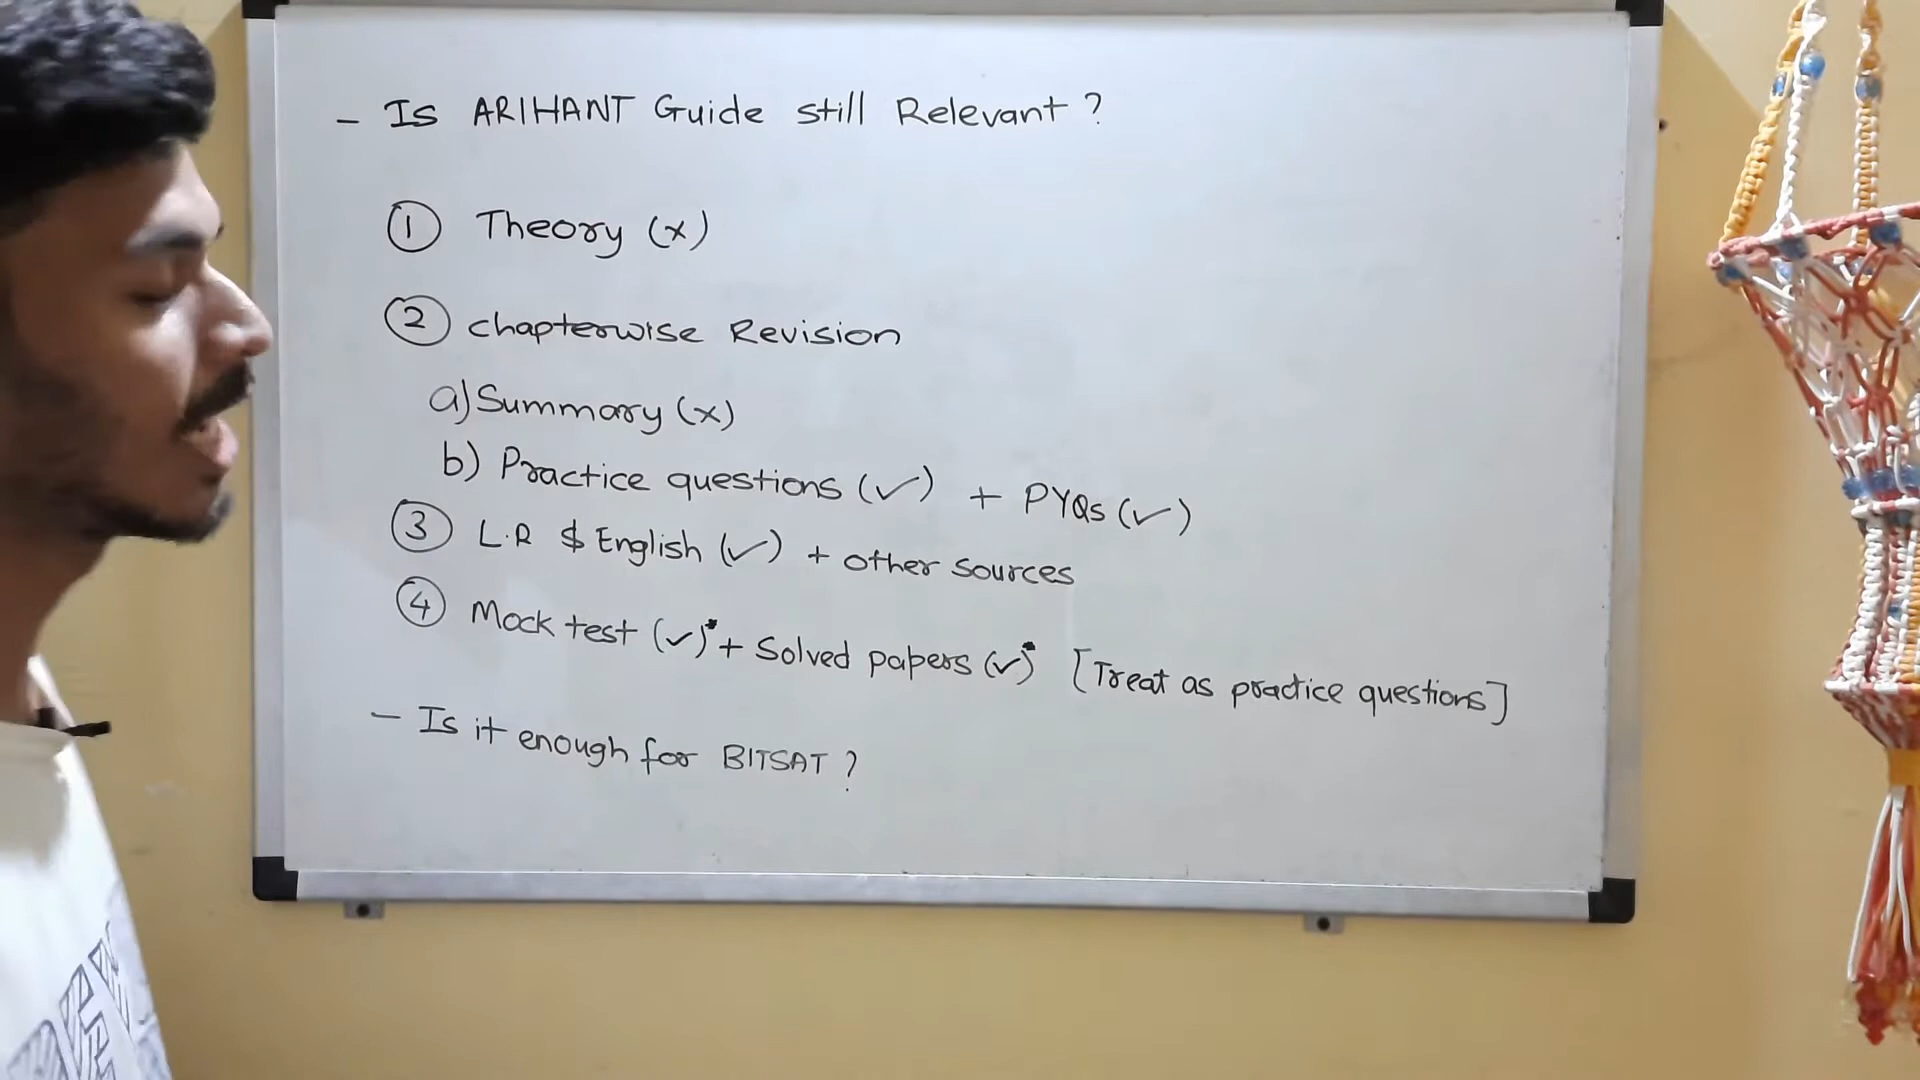 - Is ARIHANT Guide still Relevant?
① Theory (x)
② chapterwise Revision
a) Summary (x)
b) Practice questions (✓) + PYQs (✓)
③ L.R & English (✓) + other sources
④ Mock test (✓)* + Solved papers (✓)* [Treat as practice questions]
- Is it enough for BITSAT?